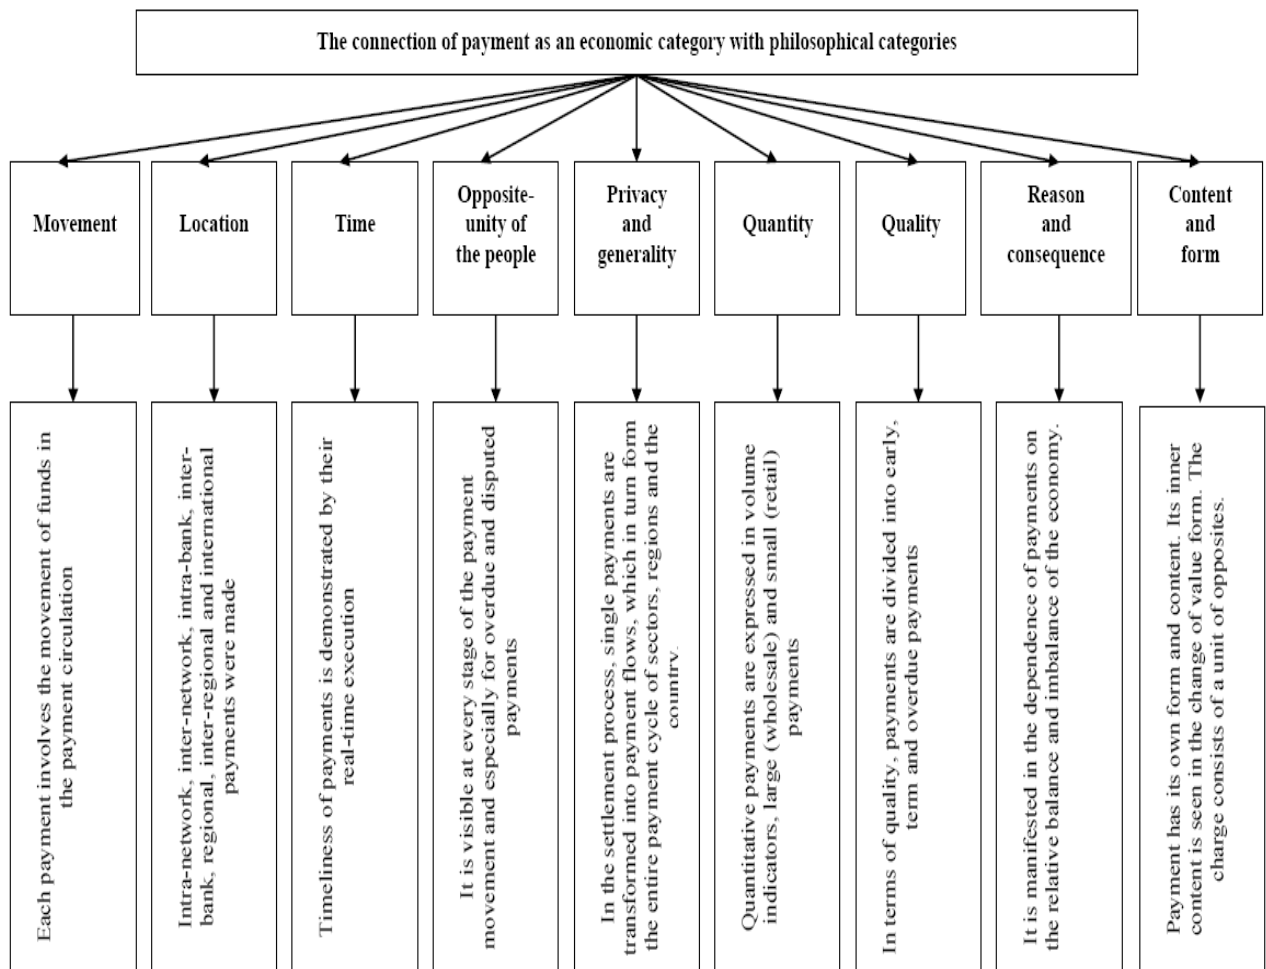 The connection of payment as an economic category with philosophical categories
Movement
Location
Time
Opposite-
unity of
the people
Privacy
and
generality
Quantity
Quality
Reason
and
consequence
Content
and
form
Each payment involves the movement of funds in
the payment circulation
Intra-network, inter-network, intra-bank, inter-
bank, regional, inter-regional and international
payments were made
Timeliness of payments is demonstrated by their
real-time execution
It is visible at every stage of the payment
movement and especially for overdue and disputed
payments
In the settlement process, single payments are
transformed into payment flows, which in turn form
the entire payment cycle of sectors, regions and the
country.
Quantitative payments are expressed in volume
indicators, large (wholesale) and small (retail)
payments
In terms of quality, payments are divided into early,
term and overdue payments
It is manifested in the dependence of payments on
the relative balance and imbalance of the economy.
Payment has its own form and content. Its inner
content is seen in the change of value form. The
charge consists of a unit of opposites.